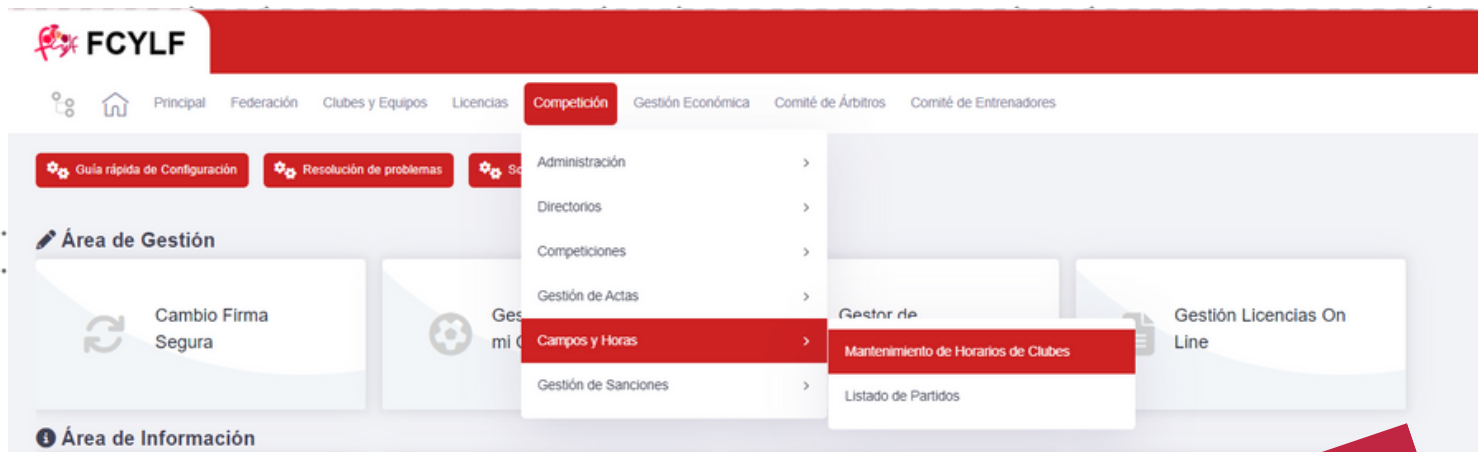 FCYLF
Principal Federación Clubes y Equipos Licencias Competición Gestión Económica Comité de Árbitros Comité de Entrenadores
Guía rápida de Configuración Resolución de problemas
Administración
Directorios
Competiciones
Gestión de Actas
Campos y Horas
Gestión de Sanciones
Mantenimiento de Horarios de Clubes
Listado de Partidos
Área de Gestión
Cambio Firma
Segura
mi
Gestor de
Gestión Licencias On
Line
Área de Información